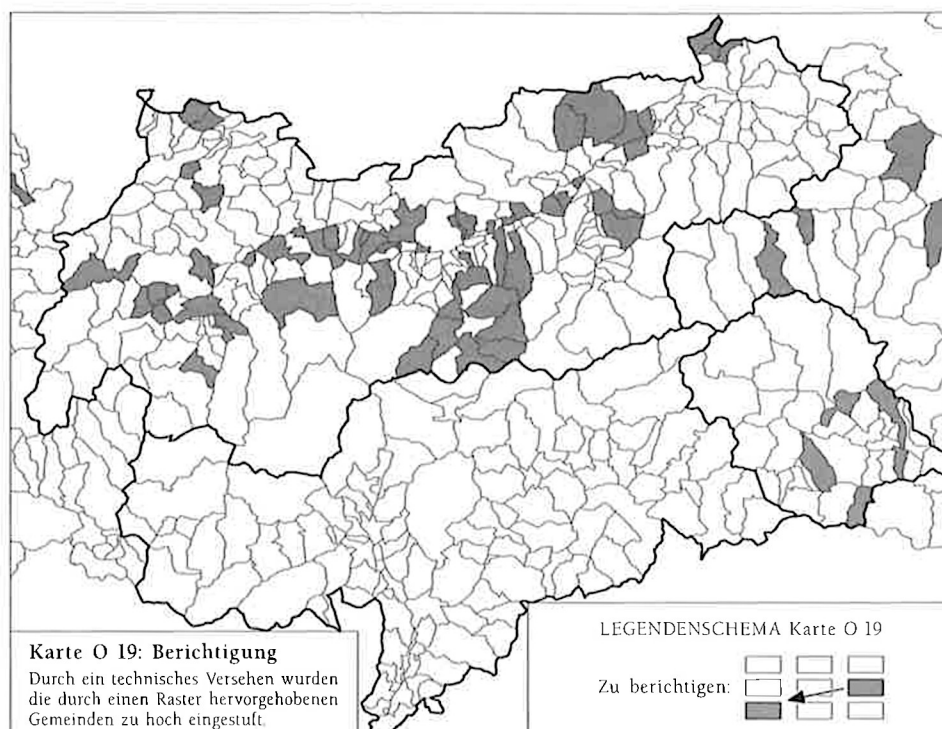 Karte O 19: Berichtigung
Durch ein technisches Versehen wurden
die durch einen Raster hervorgehobenen
Gemeinden zu hoch eingestuft.
LEGENDENSCHEMA Karte O 19
Zu berichtigen: